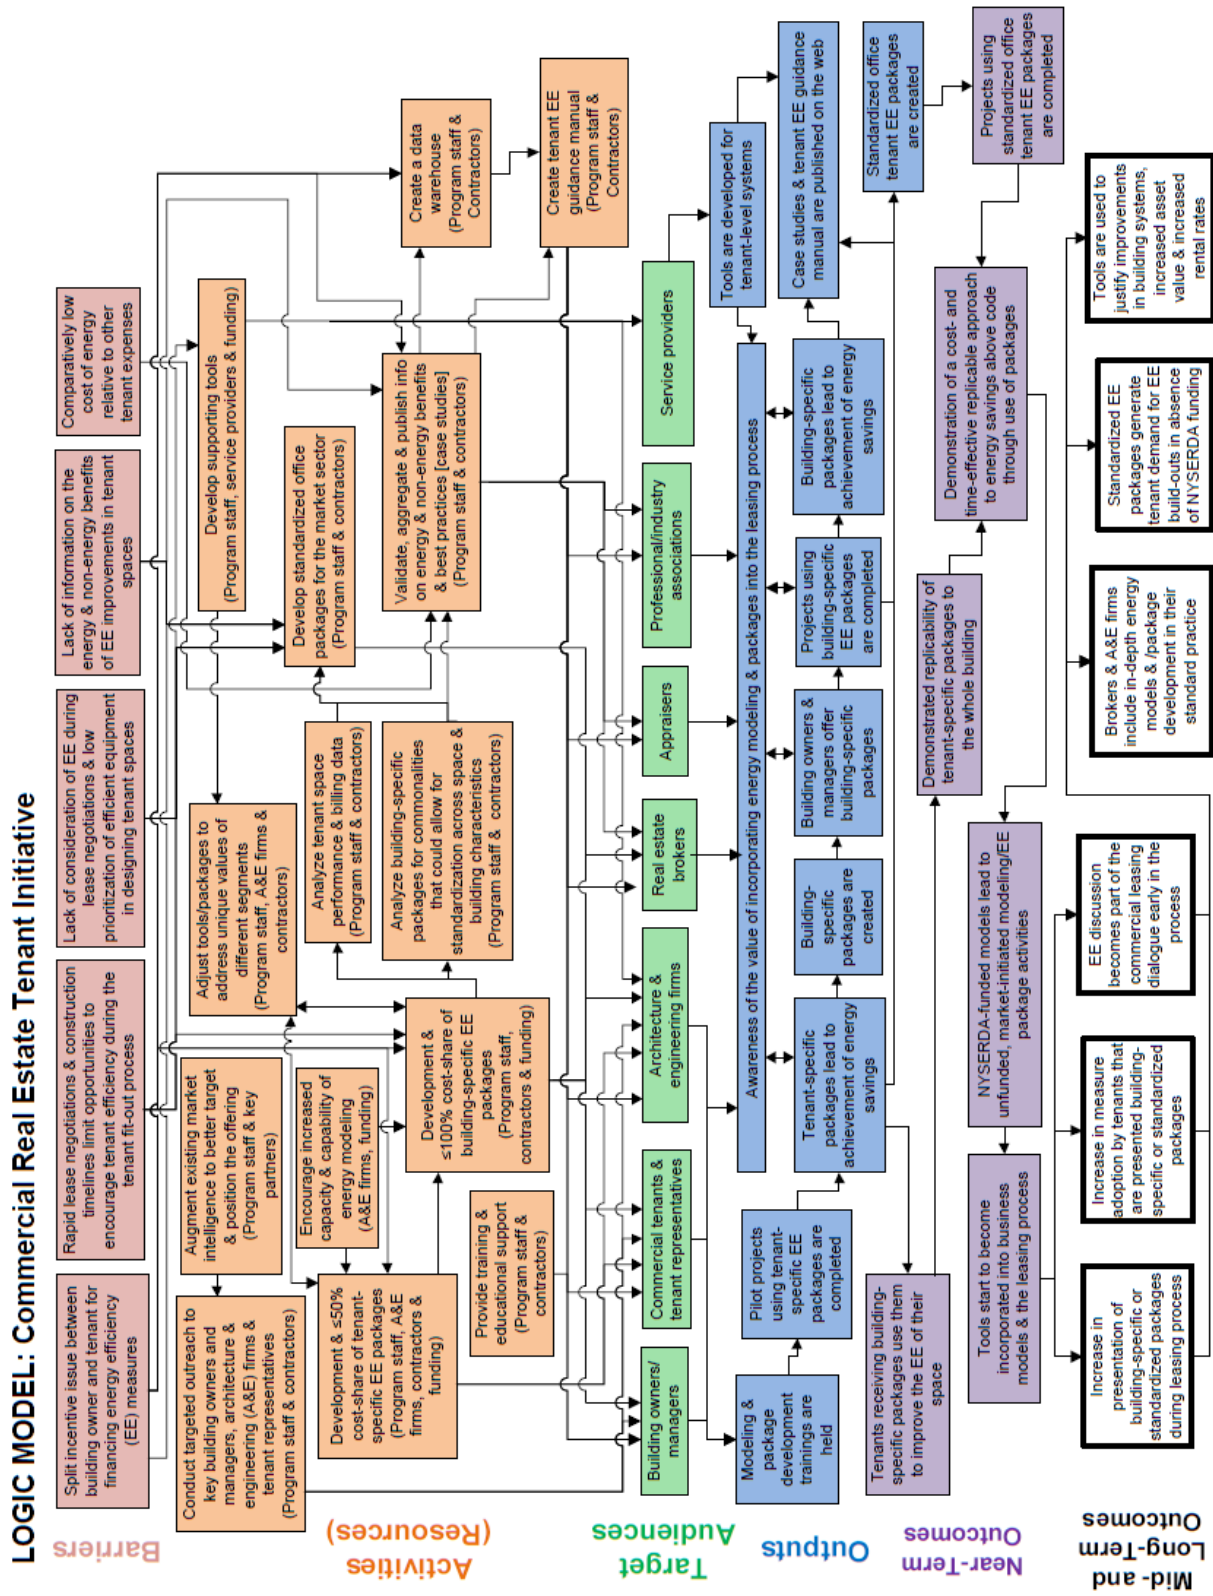 LOGIC MODEL: Commercial Real Estate Tenant Initiative
Barriers
Split incentive issue between
building owner and tenant for
financing energy efficiency
(EE) measures
Rapid lease negotiations & construction
timelines limit opportunities to
encourage tenant efficiency during the
tenant fit-out process
Lack of consideration of EE during
lease negotiations & low
prioritization of efficient equipment
in designing tenant spaces
Lack of information on the
energy & non-energy benefits
of EE improvements in tenant
spaces
Comparatively low
cost of energy
relative to other
tenant expenses
Activities
(Resources)
Conduct targeted outreach to
key building owners and
managers, architecture &
engineering (A&E) firms &
tenant representatives
(Program staff & contractors)
Augment existing market
intelligence to better target
& position the offering
(Program staff & key
partners)
Adjust tools/packages to
address unique values of
different segments
(Program staff, A&E firms &
contractors)
Develop supporting tools
(Program staff, service providers & funding)
Encourage increased
capacity & capability of
energy modeling
(A&E firms, funding)
Analyze tenant space
performance & billing data
(Program staff & contractors)
Develop standardized office
packages for the market sector
(Program staff & contractors)
Development & ≤50%
cost-share of tenant-
specific EE packages
(Program staff, A&E
firms, contractors &
funding)
Development &
≤100% cost-share of
building-specific EE
packages
(Program staff,
contractors & funding)
Analyze building-specific
packages for commonalities
that could allow for
standardization across space &
building characteristics
(Program staff & contractors)
Validate, aggregate & publish info
on energy & non-energy benefits
& best practices [case studies]
(Program staff & contractors)
Create a data
warehouse
(Program staff &
Contractors)
Provide training &
educational support
(Program staff &
contractors)
Create tenant EE
guidance manual
(Program staff &
Contractors)
Target
Audiences
Building owners/
managers
Commercial tenants &
tenant representatives
Architecture &
engineering firms
Real estate
brokers
Appraisers
Professional/industry
associations
Service providers
Outputs
Awareness of the value of incorporating energy modeling & packages into the leasing process
Tools are developed for
tenant-level systems
Modeling &
package
development
trainings are
held
Pilot projects
using tenant-
specific EE
packages are
completed
Tenant-specific
packages lead to
achievement of energy
savings
Building-
specific
packages are
created
Building owners &
managers offer
building-specific
packages
Projects using
building-specific
EE packages
are completed
Building-specific
packages lead to
achievement of energy
savings
Case studies & tenant EE guidance
manual are published on the web
Standardized office
tenant EE packages
are created
Near-Term
Outcomes
Tenants receiving building-
specific packages use them
to improve the EE of their
space
Demonstrated replicability of
tenant-specific packages to
the whole building
Demonstration of a cost- and
time-effective replicable approach
to energy savings above code
through use of packages
Projects using
standardized office
tenant EE packages
are completed
Tools start to become
incorporated into business
models & the leasing process
NYSERDA-funded models lead to
unfunded, market-initiated modeling/EE
package activities
Mid- and
Long-Term
Outcomes
Increase in
presentation of
building-specific or
standardized packages
during leasing process
Increase in measure
adoption by tenants that
are presented building-
specific or standardized
packages
EE discussion
becomes part of the
commercial leasing
dialogue early in the
process
Brokers & A&E firms
include in-depth energy
models & /package
development in their
standard practice
Standardized EE
packages generate
tenant demand for EE
build-outs in absence
of NYSERDA funding
Tools are used to
justify improvements
in building systems,
increased asset
value & increased
rental rates